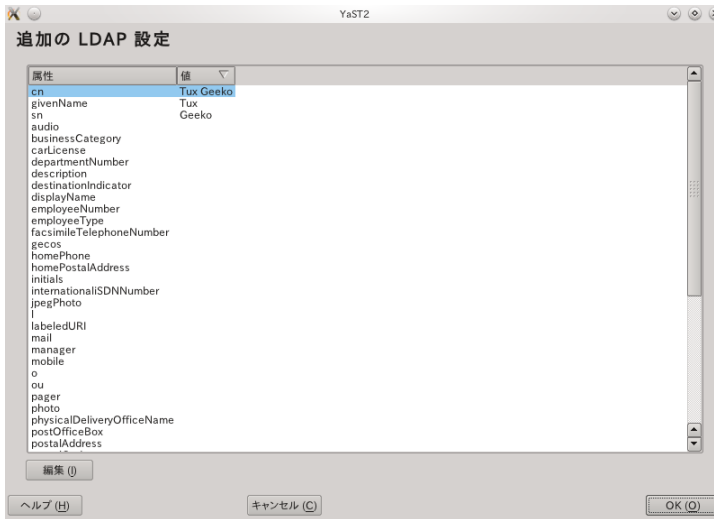 YaST2
追加の LDAP 設定
属性 値
cn Tux Geeko
givenName Tux
sn Geeko
audio
businessCategory
carLicense
departmentNumber
description
destinationIndicator
displayName
employeeNumber
employeeType
facsimileTelephoneNumber
gecos
homePhone
homePostalAddress
initials
internationaliSDNNumber
jpegPhoto
l
labeledURI
mail
manager
mobile
o
ou
pager
photo
physicalDeliveryOfficeName
postOfficeBox
postalAddress
編集 (I)
ヘルプ (H) キャンセル (C) OK (O)